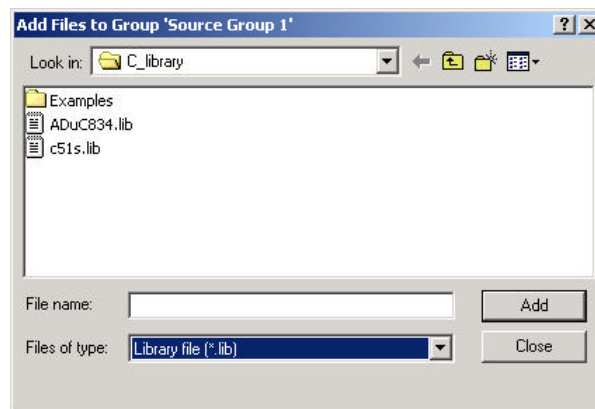 Add Files to Group 'Source Group 1'
Look in: C_library
Examples
ADuC834.lib
c51s.lib
File name: Add
Files of type: Library file (*.lib) Close